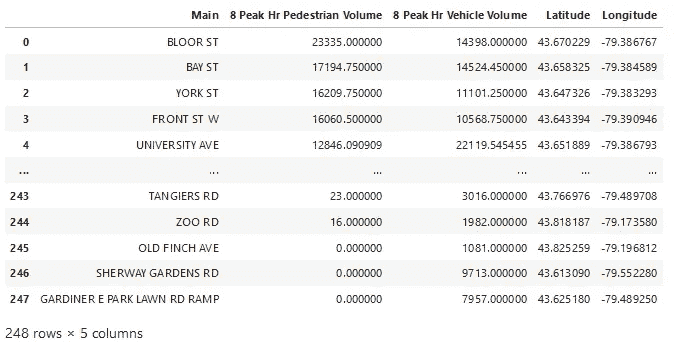 Main 8 Peak Hr Pedestrian Volume 8 Peak Hr Vehicle Volume Latitude Longitude
0 BLOOR ST 23335.000000 14398.000000 43.670229 -79.386767
1 BAY ST 17194.750000 14524.450000 43.658325 -79.384589
2 YORK ST 16209.750000 11101.250000 43.647326 -79.383293
3 FRONT ST W 16060.500000 10568.750000 43.643394 -79.390946
4 UNIVERSITY AVE 12846.090909 22119.545455 43.651889 -79.386793
... ... ... ... ... ...
243 TANGIERS RD 23.000000 3016.000000 43.766976 -79.489708
244 ZOO RD 16.000000 1982.000000 43.818187 -79.173580
245 OLD FINCH AVE 0.000000 1081.000000 43.825259 -79.196812
246 SHERWAY GARDENS RD 0.000000 9713.000000 43.613090 -79.552280
247 GARDINER E PARK LAWN RD RAMP 0.000000 7957.000000 43.625180 -79.489250
248 rows × 5 columns